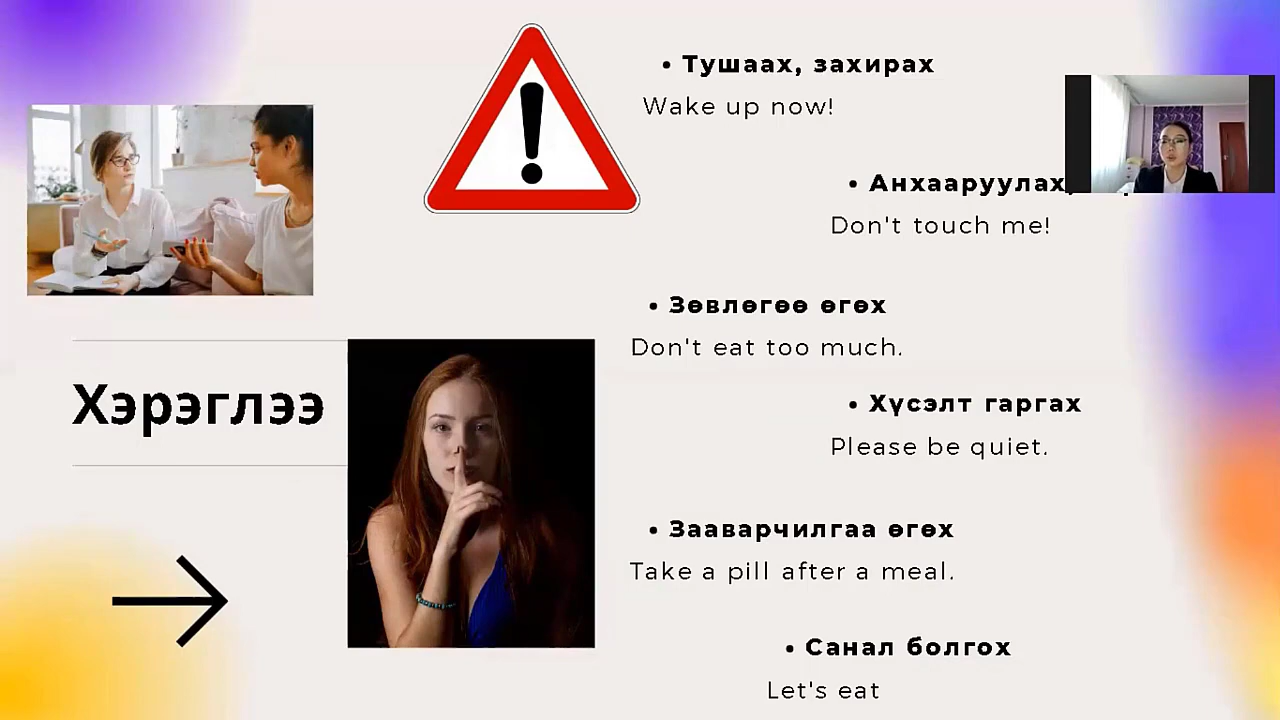 • Тушаах, захирах
Wake up now!
• Анхааруулах,
Don't touch me!
• Зөвлөгөө өгөх
Don't eat too much.
Хэрэглээ
• Хүсэлт гаргах
Please be quiet.
• Зааварчилгаа өгөх
Take a pill after a meal.
• Санал болгох
Let's eat